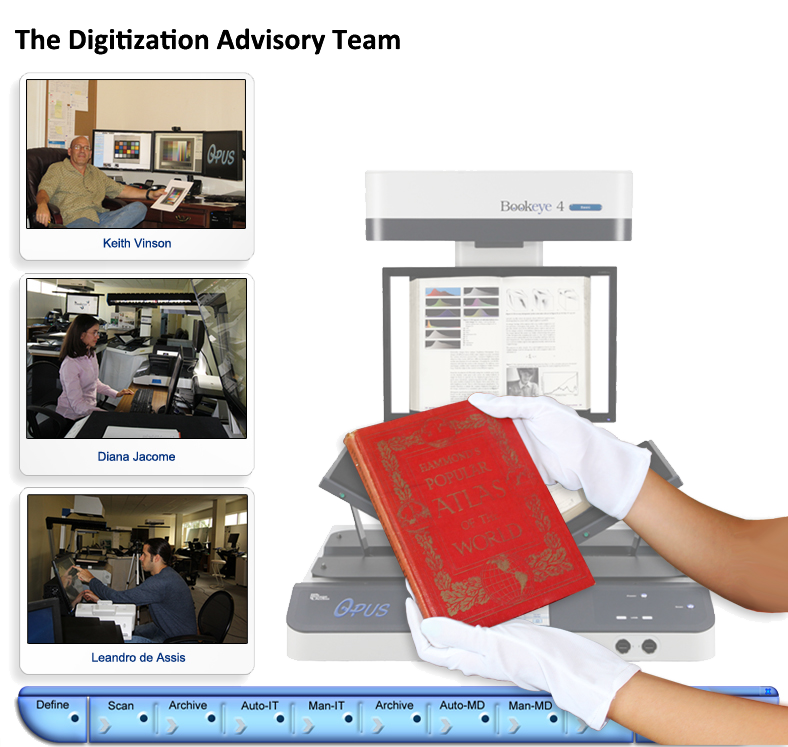 The Digitization Advisory Team
OPUS
Keith Vinson
Diana Jacome
Leandro de Assis
Bookeye 4
HAMMOND'S
POPULAR
ATLAS
OF THE
WORLD
OPUS
Define
Scan
Archive
Auto-IT
Man-IT
Archive
Auto-MD
Man-MD